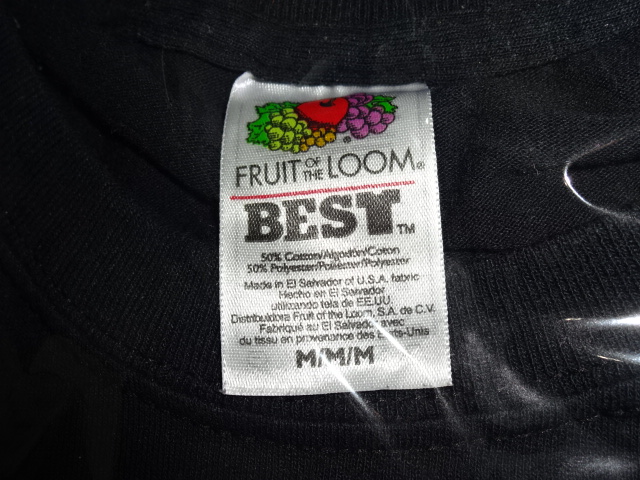 FRUIT OF THE LOOM®
BEST™
50% Cotton/Algodón/Coton
50% Polyester/Poliéster/Polyester
Made in El Salvador of U.S.A. fabric
Hecho en El Salvador
utilizando tela de EE.UU.
Distribuidora Fruit of the Loom, S.A. de C.V.
Fabriqué au El Salvador avec
du tissu en provenance des États-Unis
M/M/M